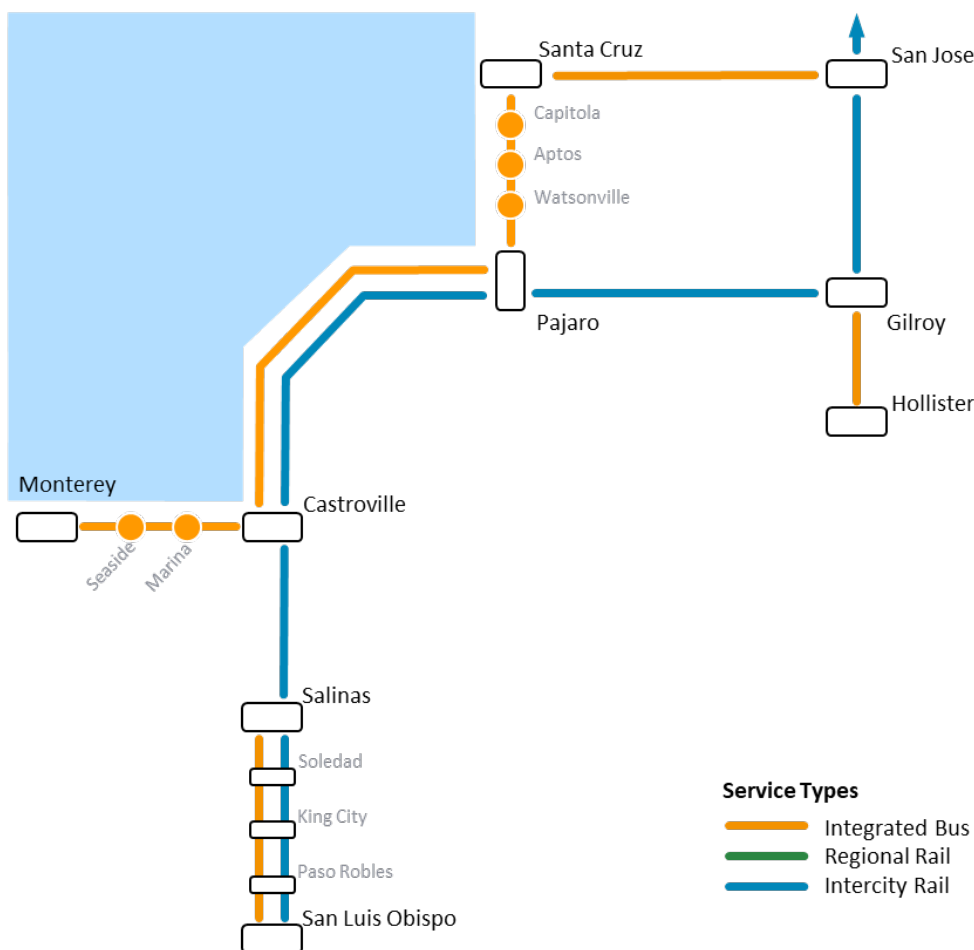 Santa Cruz
San Jose
Capitola
Aptos
Watsonville
Pajaro
Gilroy
Hollister
Monterey
Castroville
Seaside
Marina
Salinas
Soledad
King City
Paso Robles
San Luis Obispo
Service Types
Integrated Bus
Regional Rail
Intercity Rail